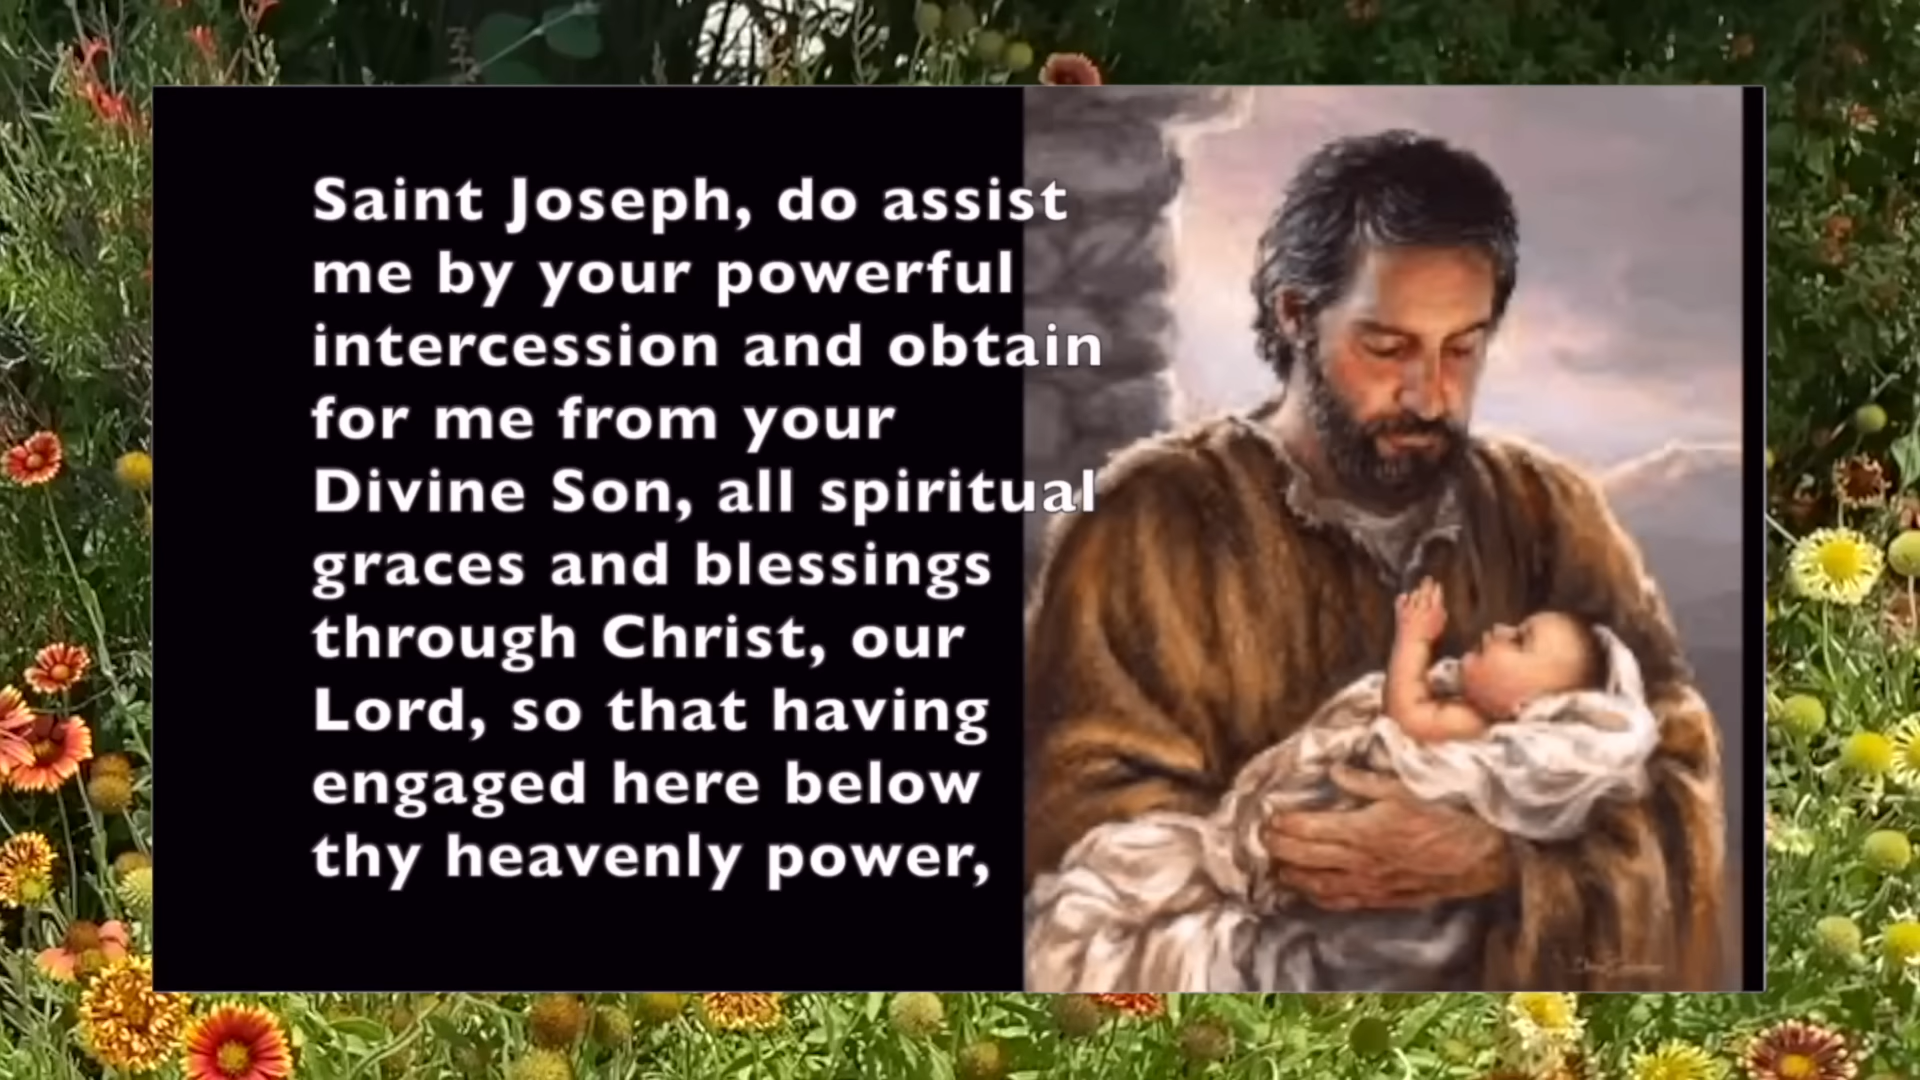 Saint Joseph, do assist
me by your powerful
intercession and obtain
for me from your
Divine Son, all spiritual
graces and blessings
through Christ, our
Lord, so that having
engaged here below
thy heavenly power,